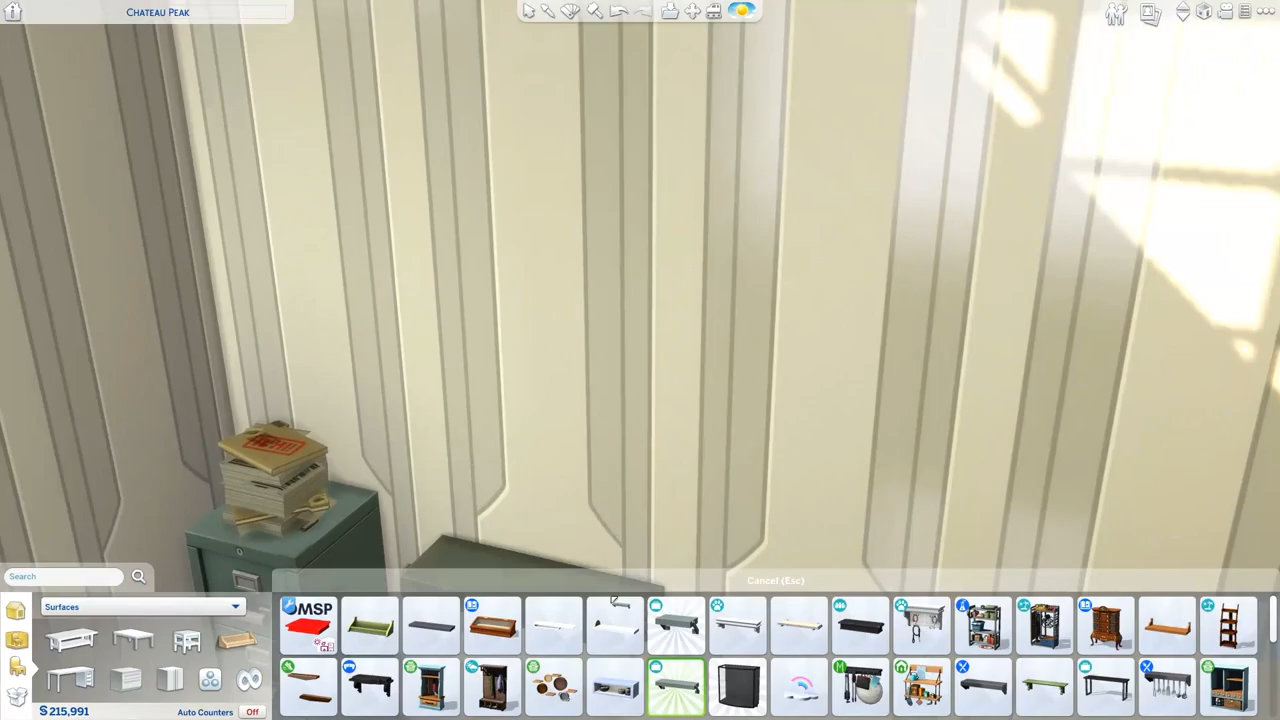 CHATEAU PEAK
Cancel (Esc)
Search
Surfaces
MSP
$215,991
Auto Counters
Off